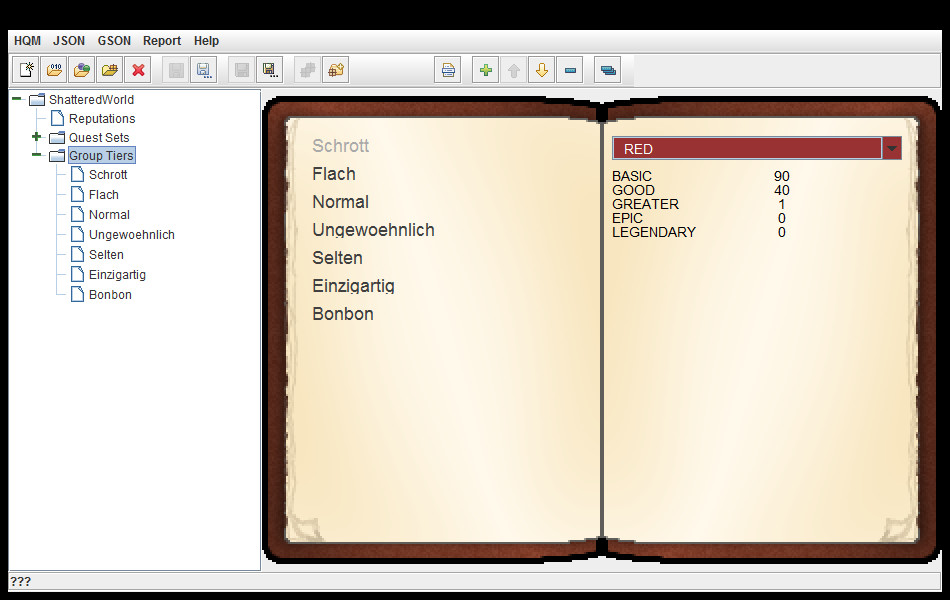 HQM JSON GSON Report Help
ShatteredWorld
Reputations
Quest Sets
Group Tiers
Schrott
Flach
Normal
Ungewoehnlich
Selten
Einzigartig
Bonbon
Schrott
Flach
Normal
Ungewoehnlich
Selten
Einzigartig
Bonbon
RED
BASIC 90
GOOD 40
GREATER 1
EPIC 0
LEGENDARY 0
???